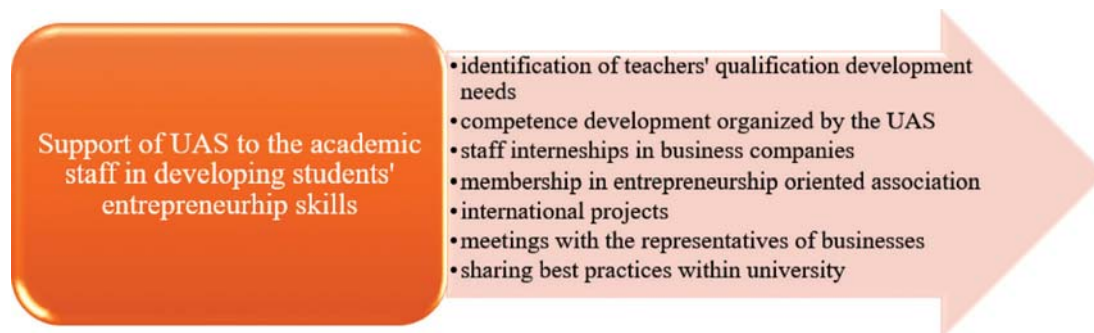 Support of UAS to the academic
staff in developing students'
entrepreneurhip skills
•identification of teachers' qualification development
needs
•competence development organized by the UAS
•staff interneships in business companies
•membership in entrepreneurship oriented association
•international projects
•meetings with the representatives of businesses
•sharing best practices within university